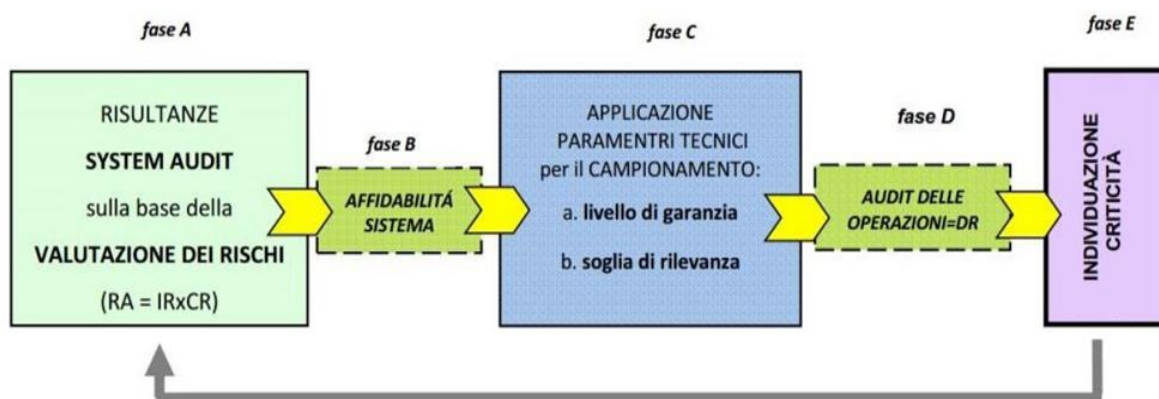 fase A
RISULTANZE
SYSTEM AUDIT
sulla base della
VALUTAZIONE DEI RISCHI
(RA = IRxCR)
fase B
AFFIDABILITÁ
SISTEMA
fase C
APPLICAZIONE
PARAMENTRI TECNICI
per il CAMPIONAMENTO:
a. livello di garanzia
b. soglia di rilevanza
fase D
AUDIT DELLE
OPERAZIONI=DR
fase E
INDIVIDUAZIONE
CRITICITÀ